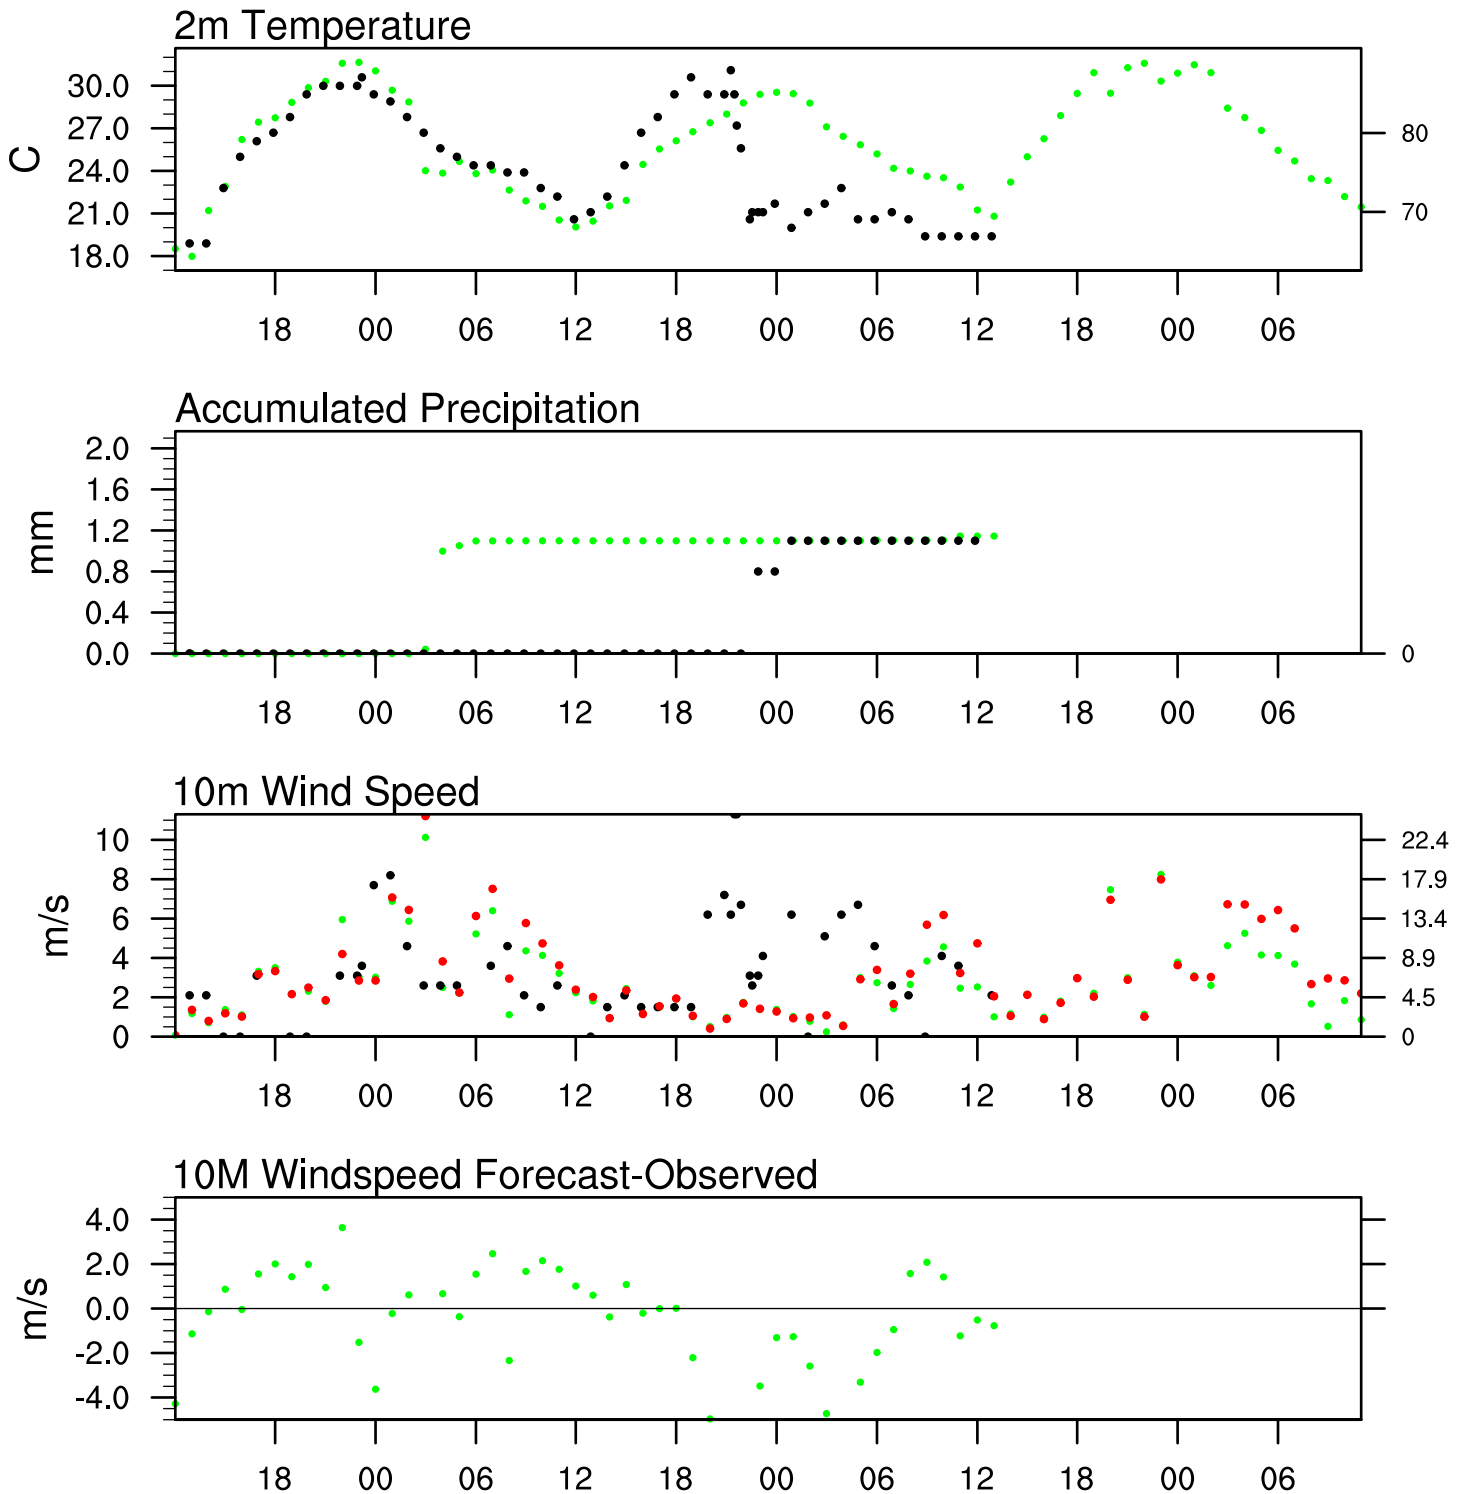 2m Temperature
C
30.0
27.0
24.0
21.0
18.0
80
70
18 00 06 12 18 00 06 12 18 00 06
Accumulated Precipitation
mm
2.0
1.6
1.2
0.8
0.4
0.0
0
18 00 06 12 18 00 06 12 18 00 06
10m Wind Speed
m/s
10
8
6
4
2
0
22.4
17.9
13.4
8.9
4.5
0
18 00 06 12 18 00 06 12 18 00 06
10M Windspeed Forecast-Observed
m/s
4.0
2.0
0.0
-2.0
-4.0
18 00 06 12 18 00 06 12 18 00 06